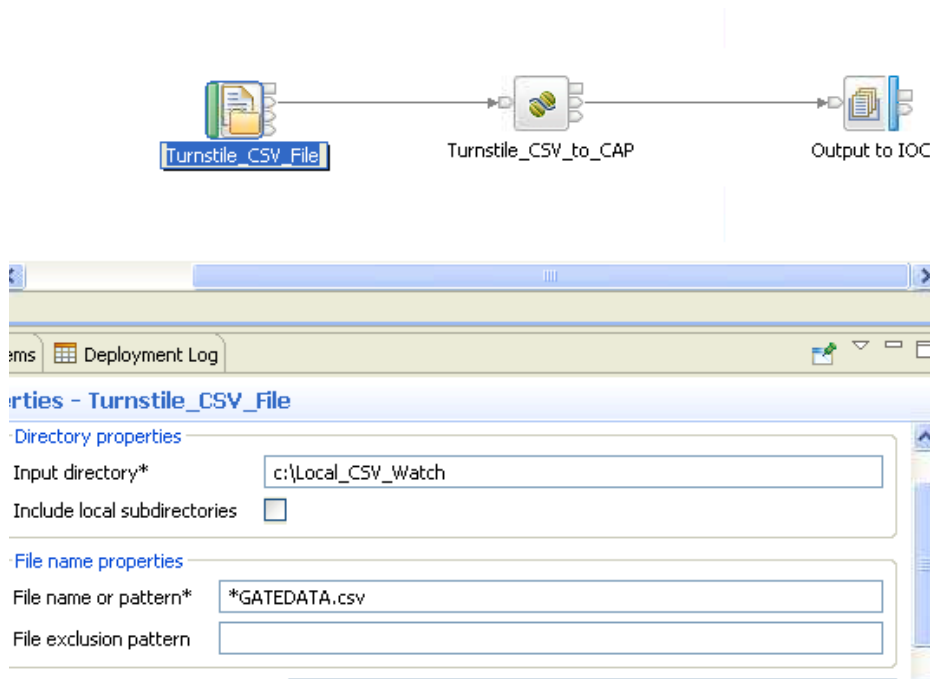 Turnstile_CSV_File
Turnstile_CSV_to_CAP
Output to IOC
ems
Deployment Log
rties - Turnstile_CSV_File
Directory properties
Input directory* c:\Local_CSV_Watch
Include local subdirectories
File name properties
File name or pattern* *GATEDATA.csv
File exclusion pattern